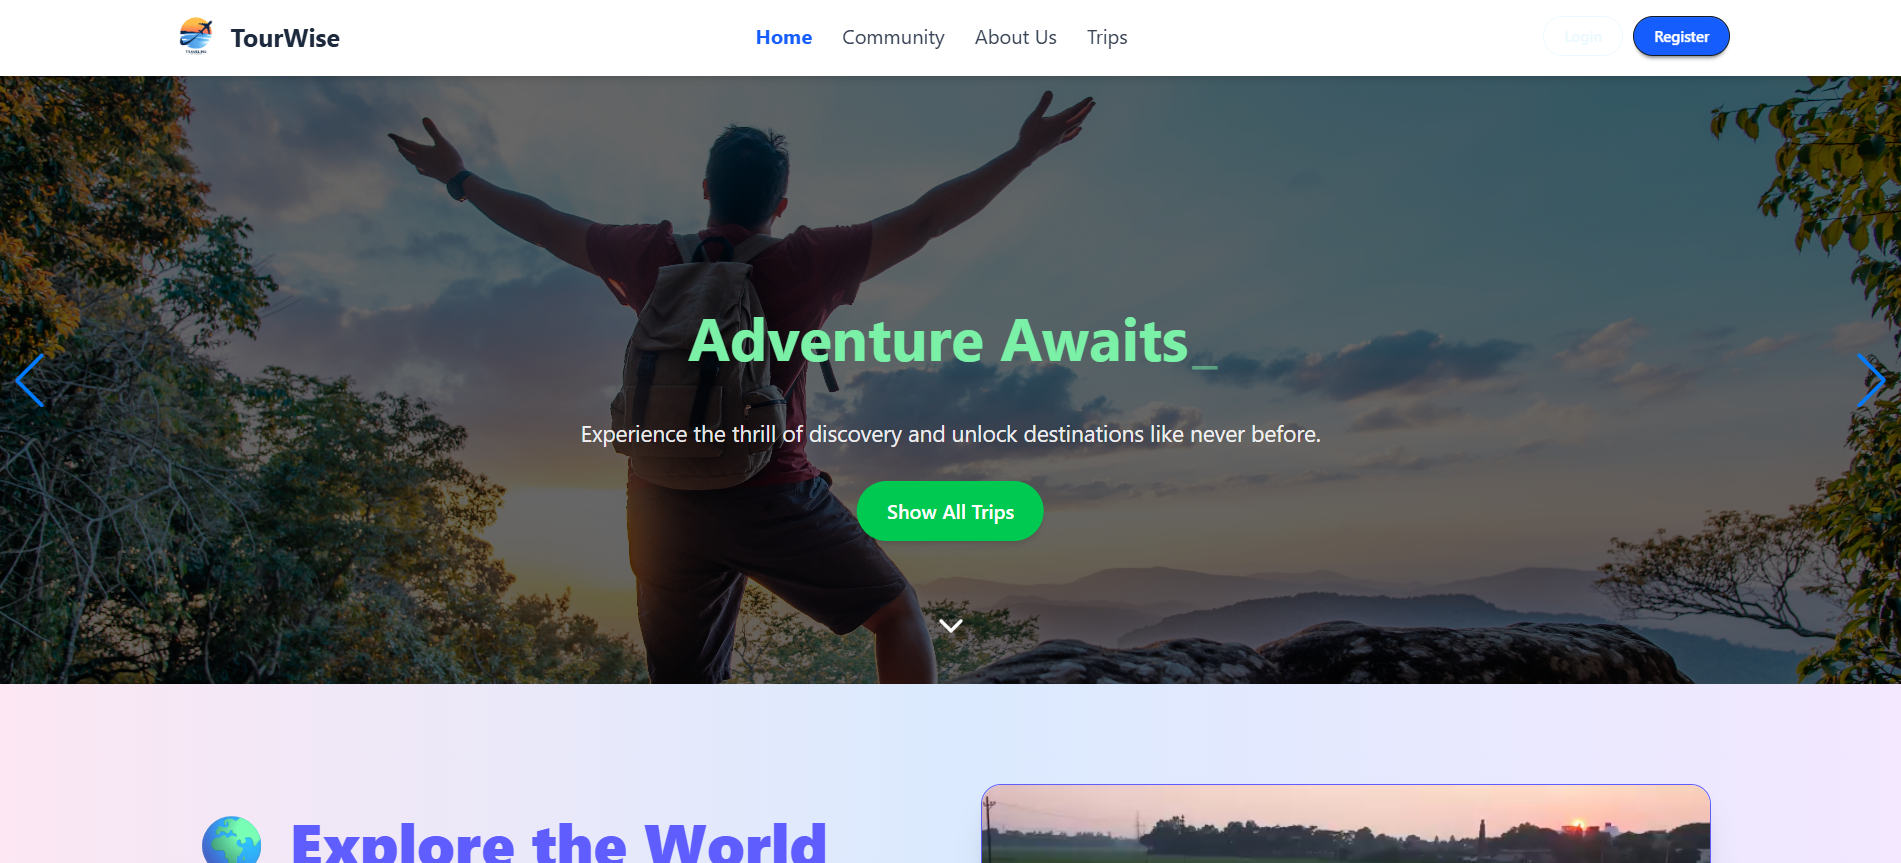 TourWise
Home
Community
About Us
Trips
Login
Register
Adventure Awaits_
Experience the thrill of discovery and unlock destinations like never before.
Show All Trips
Explore the World